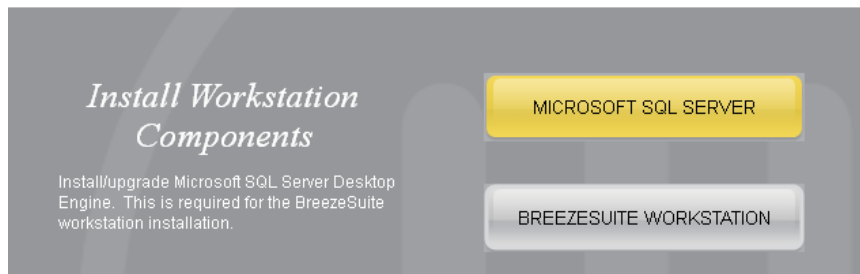 Install Workstation
Components
Install/upgrade Microsoft SQL Server Desktop
Engine. This is required for the BreezeSuite
workstation installation.
MICROSOFT SQL SERVER
BREEZESUITE WORKSTATION